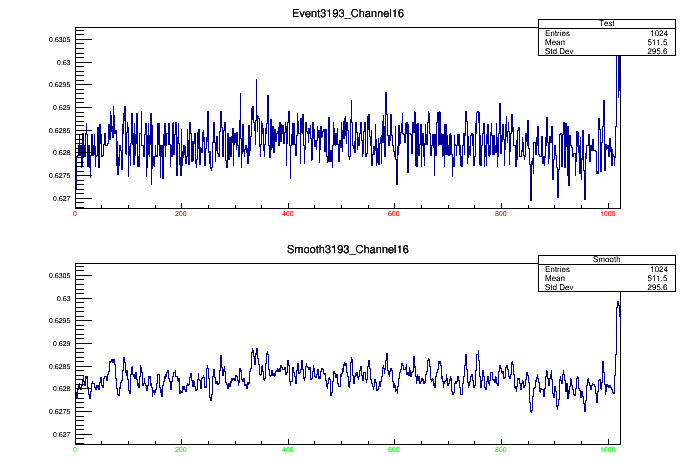 Event3193_Channel16
Test
Entries 1024
Mean 511.5
Std Dev 295.6
0.6305
0.63
0.6295
0.629
0.6285
0.628
0.6275
0.627
0 200 400 600 800 1000
Smooth3193_Channel16
Smooth
Entries 1024
Mean 511.5
Std Dev 295.6
0.6305
0.63
0.6295
0.629
0.6285
0.628
0.6275
0.627
0 200 400 600 800 1000